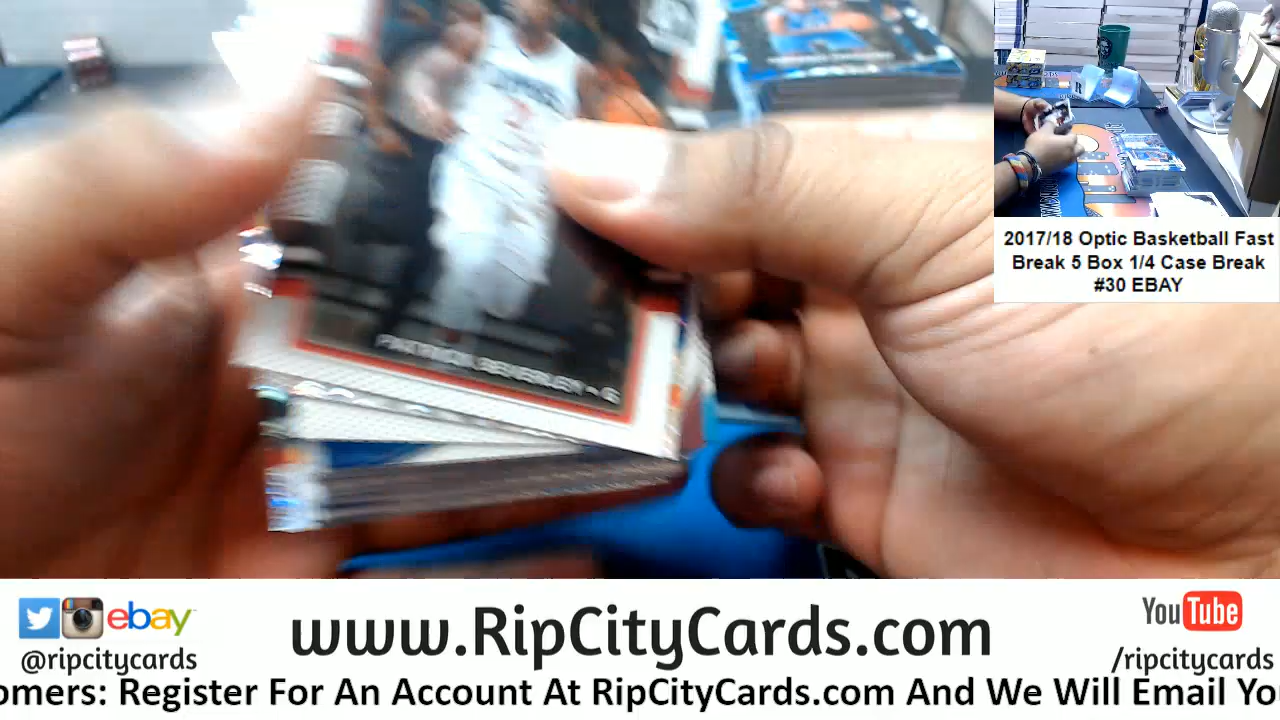 PATRICK BEVERLEY - G
2017/18 Optic Basketball Fast
Break 5 Box 1/4 Case Break
#30 EBAY
ebay
@ripcitycards
www.RipCityCards.com
YouTube
/ripcitycards
omers: Register For An Account At RipCityCards.com And We Will Email You